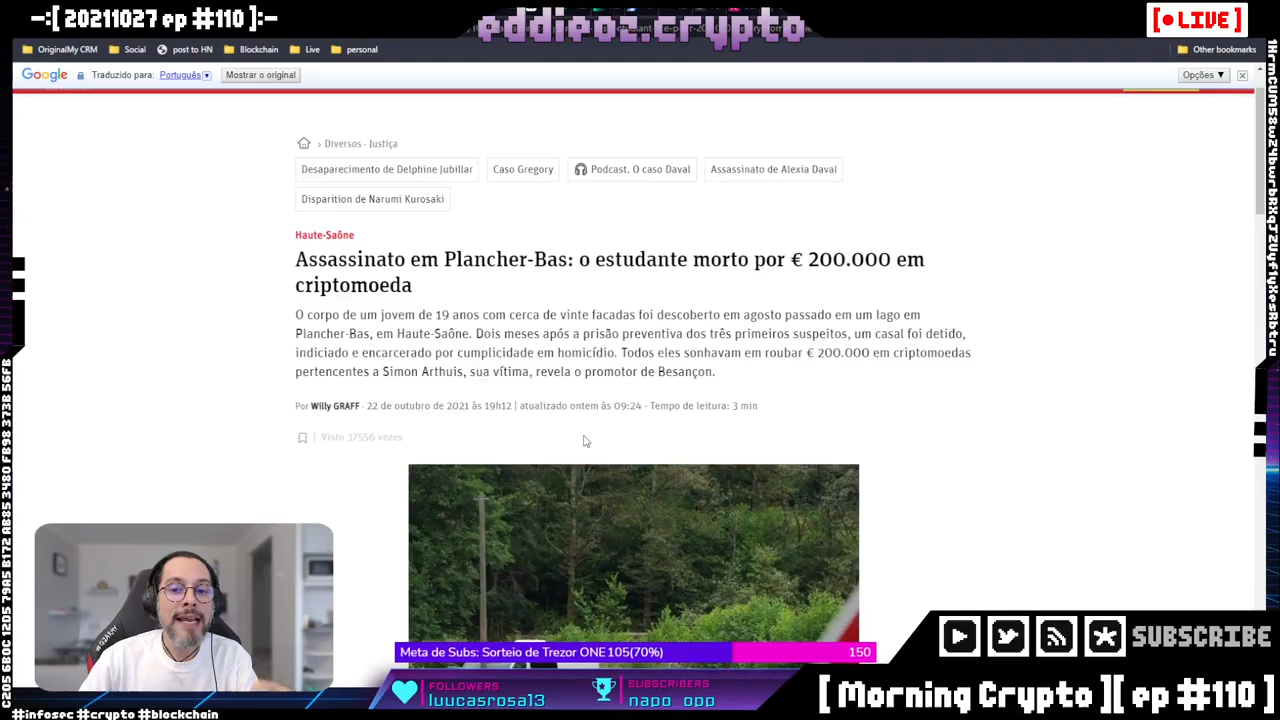 -:[ 20211027 ep #110 ]:-
eddieoz.crypto
[ LIVE ]
OriginalMy CRM
Social
post to HN
Blockchain
Live
personal
Other bookmarks
Google
Traduzido para: Português
Mostrar o original
Opções ▼
› Diversos - Justiça
Desaparecimento de Delphine Jubillar
Caso Gregory
Podcast. O caso Daval
Assassinato de Alexia Daval
Disparition de Narumi Kurosaki
Haute-Saône
Assassinato em Plancher-Bas: o estudante morto por € 200.000 em
criptomoeda
O corpo de um jovem de 19 anos com cerca de vinte facadas foi descoberto em agosto passado em um lago em
Plancher-Bas, em Haute-Saône. Dois meses após a prisão preventiva dos três primeiros suspeitos, um casal foi detido,
indiciado e encarcerado por cumplicidade em homicídio. Todos eles sonhavam em roubar € 200.000 em criptomoedas
pertencentes a Simon Arthuis, sua vítima, revela o promotor de Besançon.
Por Willy GRAFF - 22 de outubro de 2021 às 19h12 | atualizado ontem às 09:24 - Tempo de leitura: 3 min
| Visto 37556 vezes
Meta de Subs: Sorteio de Trezor ONE 105(70%)
150
FOLLOWERS
luucasrosa13
SUBSCRIBERS
napo_opp
SUBSCRIBE
[ Morning Crypto ][ ep #110 ]
#infosec #crypto #blockchain